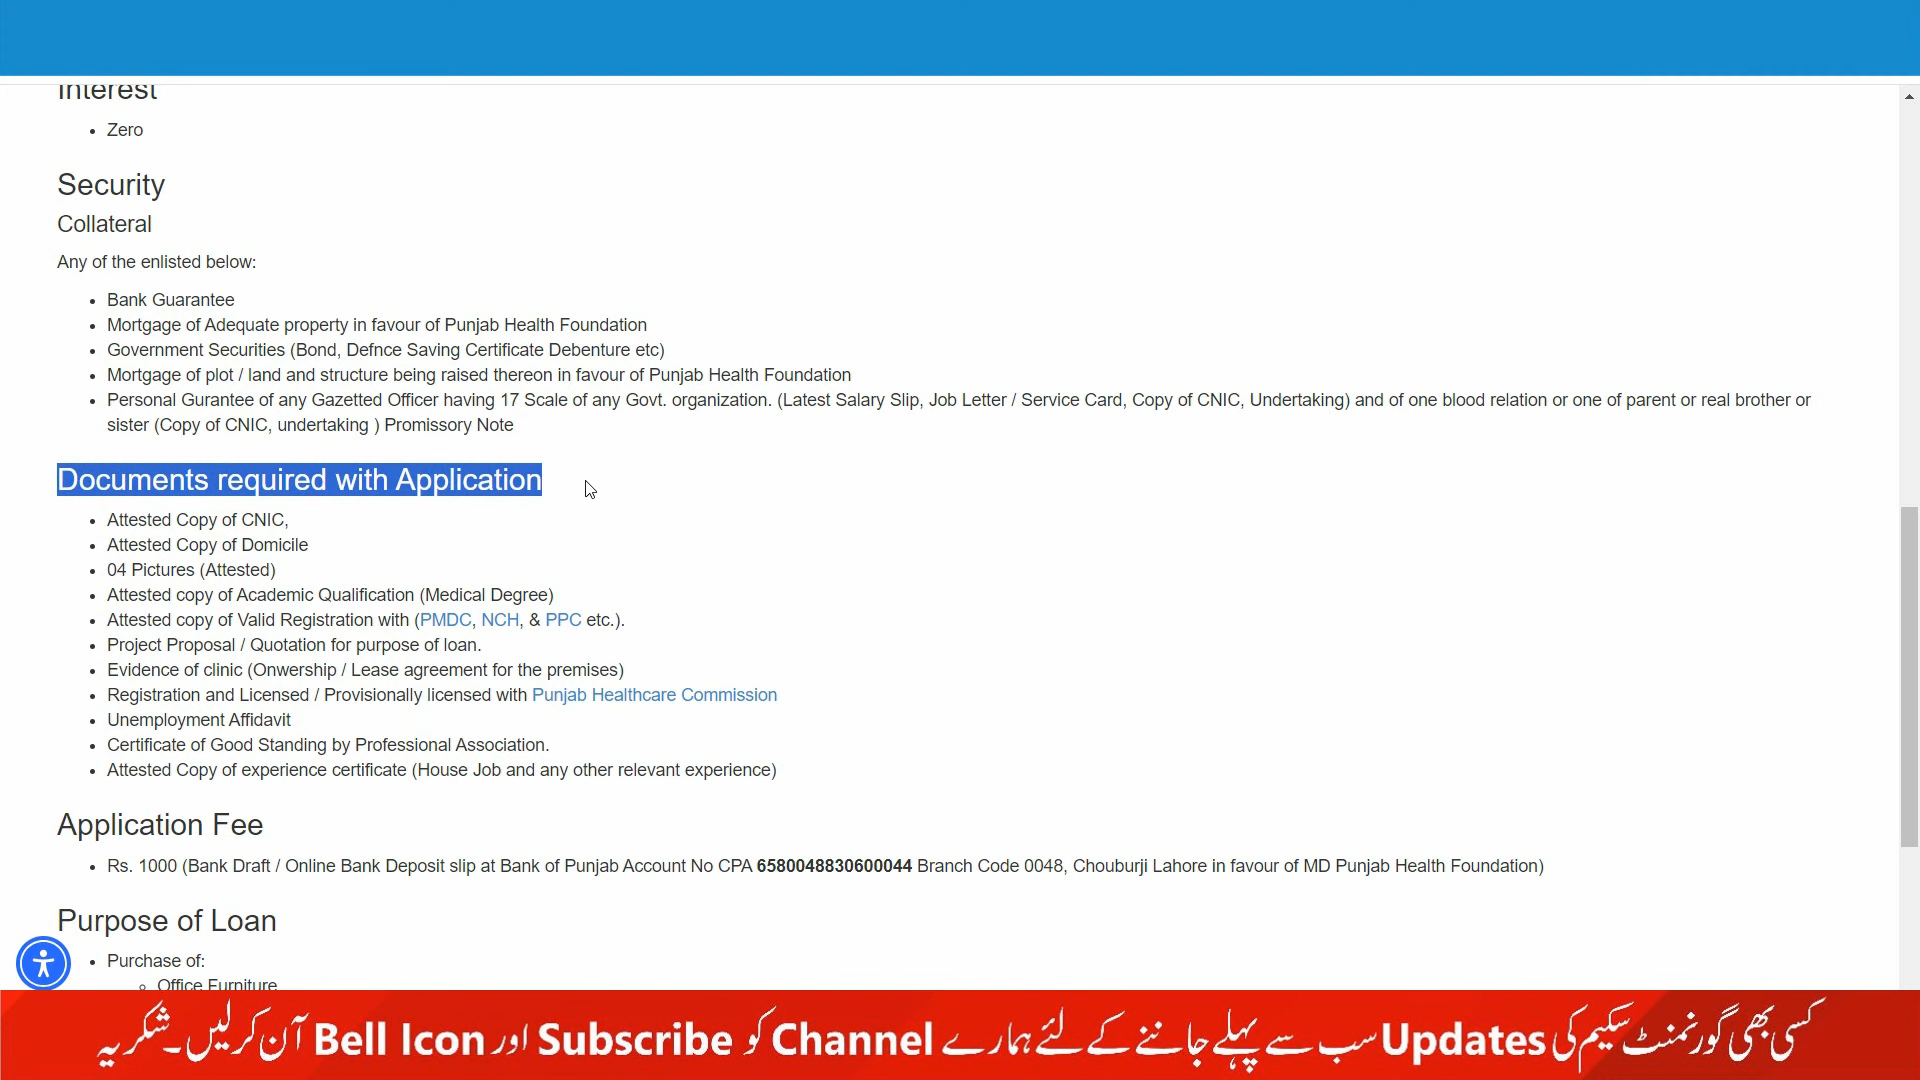 Interest
Zero
Security
Collateral
Any of the enlisted below:
Bank Guarantee
Mortgage of Adequate property in favour of Punjab Health Foundation
Government Securities (Bond, Defnce Saving Certificate Debenture etc)
Mortgage of plot / land and structure being raised thereon in favour of Punjab Health Foundation
Personal Gurantee of any Gazetted Officer having 17 Scale of any Govt. organization. (Latest Salary Slip, Job Letter / Service Card, Copy of CNIC, Undertaking) and of one blood relation or one of parent or real brother or
sister (Copy of CNIC, undertaking ) Promissory Note
Documents required with Application
Attested Copy of CNIC,
Attested Copy of Domicile
04 Pictures (Attested)
Attested copy of Academic Qualification (Medical Degree)
Attested copy of Valid Registration with (PMDC, NCH, & PPC etc.).
Project Proposal / Quotation for purpose of loan.
Evidence of clinic (Onwership / Lease agreement for the premises)
Registration and Licensed / Provisionally licensed with Punjab Healthcare Commission
Unemployment Affidavit
Certificate of Good Standing by Professional Association.
Attested Copy of experience certificate (House Job and any other relevant experience)
Application Fee
Rs. 1000 (Bank Draft / Online Bank Deposit slip at Bank of Punjab Account No CPA 6580048830600044 Branch Code 0048, Chouburji Lahore in favour of MD Punjab Health Foundation)
Purpose of Loan
Purchase of:
Office Furniture
کسی بھی گورنمنٹ سکیم کی Updates سب سے پہلے جاننے کے لئے ہمارے Channel کو Subscribe اور Bell Icon آن کر لیں۔ شکریہ